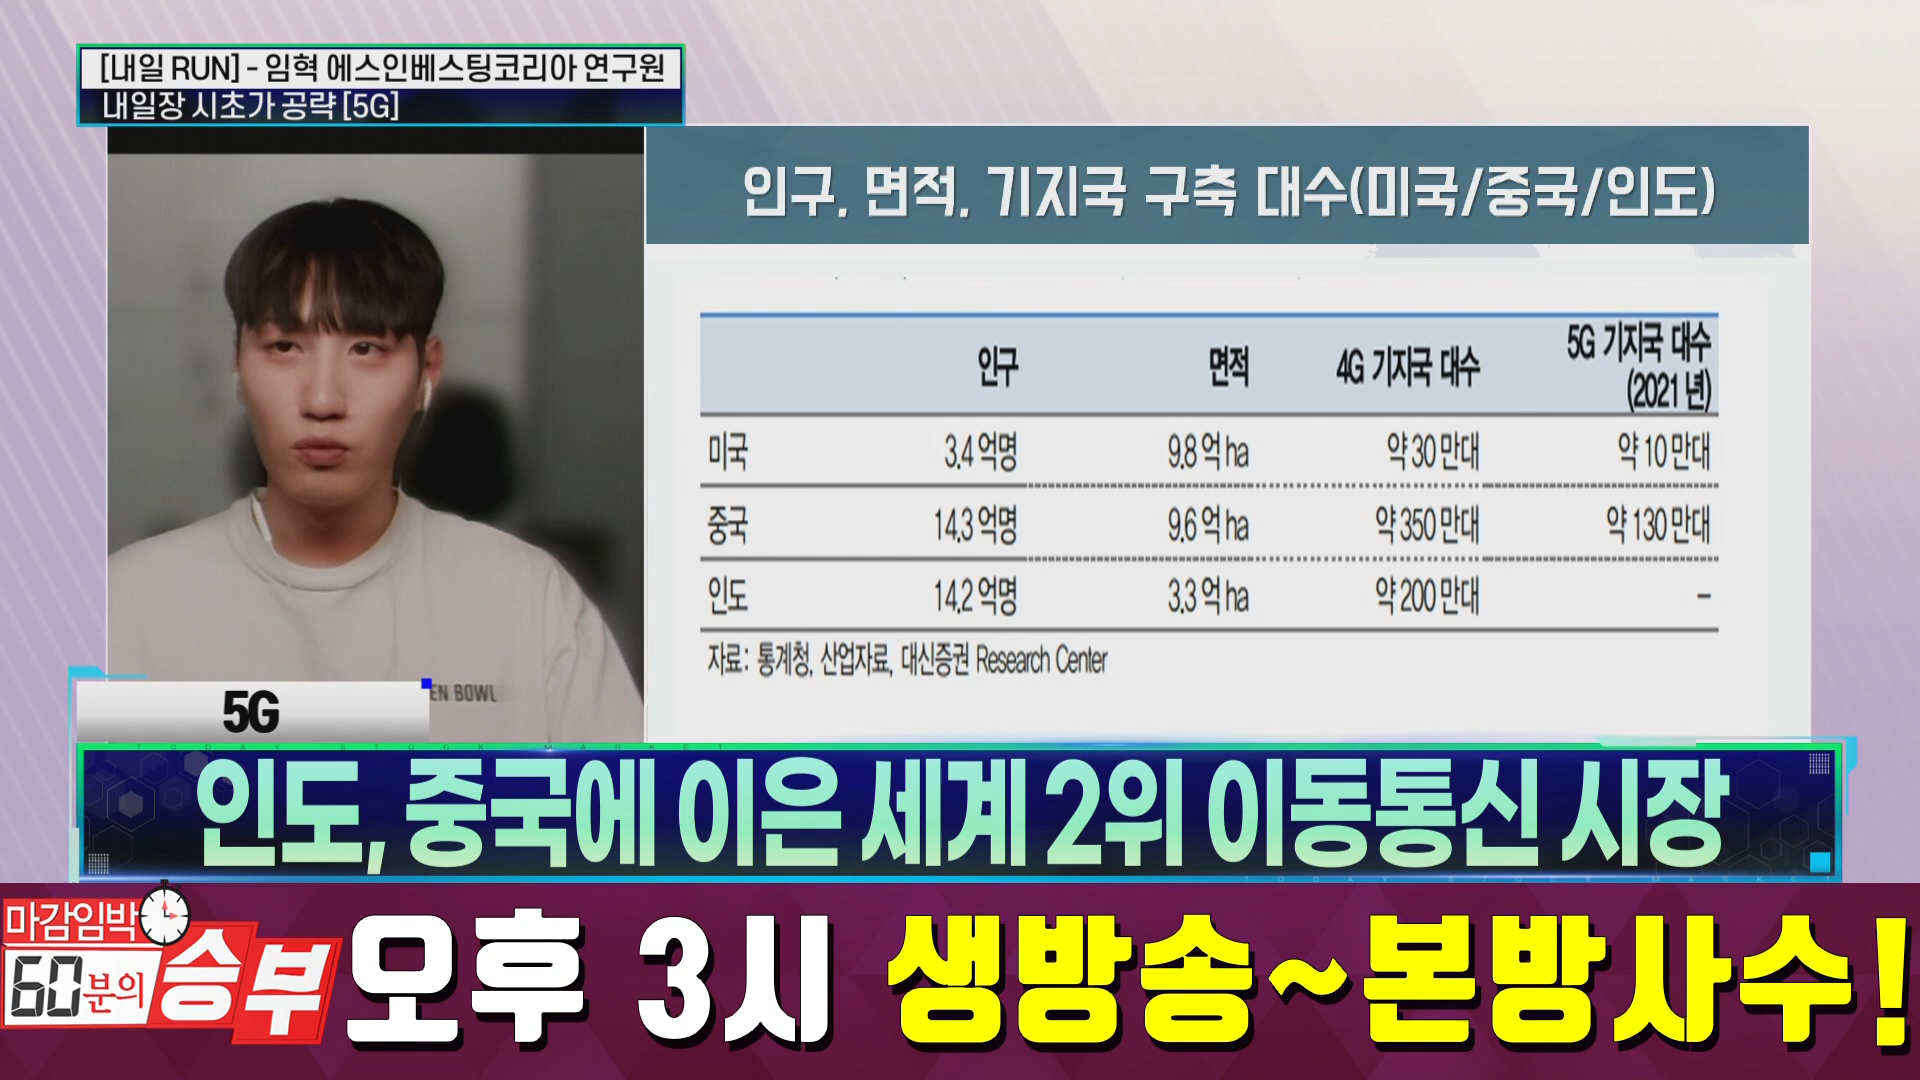 [내일 RUN] - 임혁 에스인베스팅코리아 연구원
내일장 시초가 공략 [5G]
인구, 면적, 기지국 구축 대수(미국/중국/인도)
인구 면적 4G 기지국 대수 5G 기지국 대수
(2021년)
미국 3.4억명 9.8억ha 약 30만대 약 10만대
중국 14.3억명 9.6억ha 약 350만대 약 130만대
인도 14.2억명 3.3억ha 약 200만대 -
자료: 통계청, 산업자료, 대신증권 Research Center
EN BOWL
5G
TODAY STOCK MARKET
인도, 중국에 이은 세계 2위 이동통신 시장
TODAY STOCK MARKET
마감임박
60분의 승부
오후 3시 생방송~본방사수!